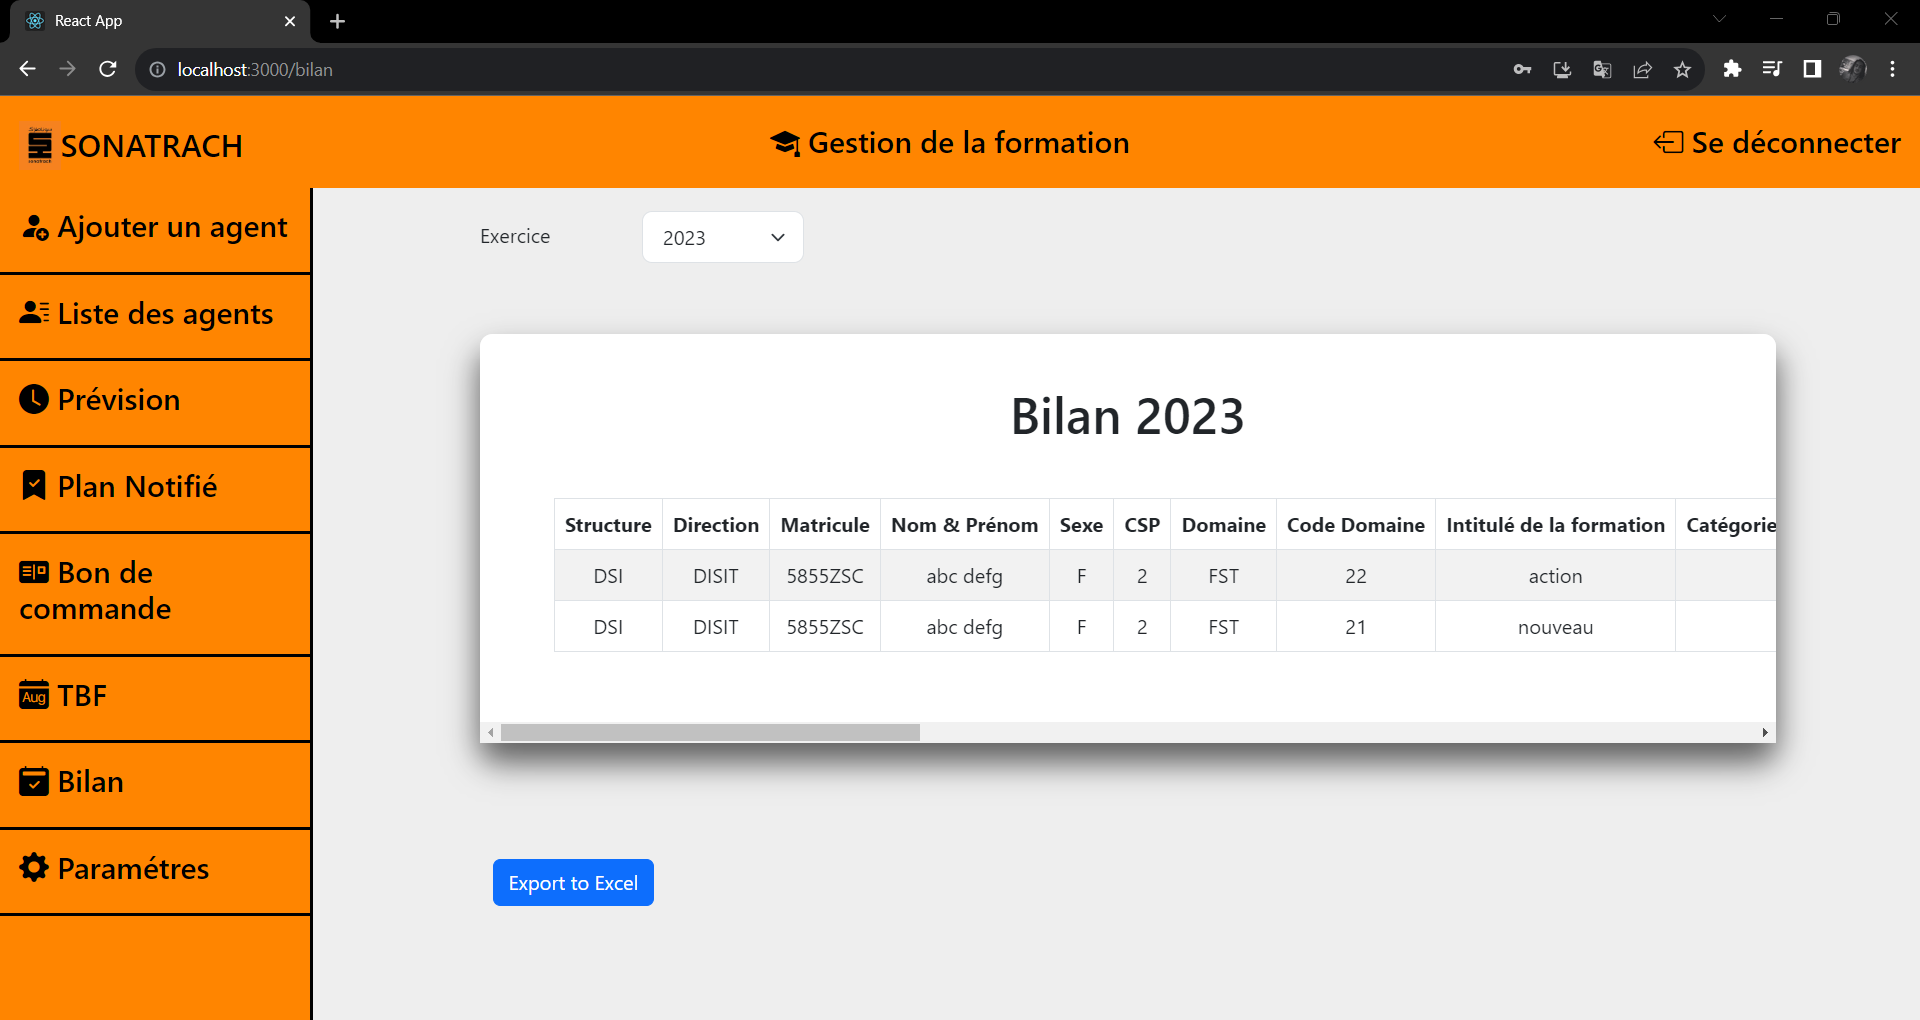 React App
localhost:3000/bilan
SONATRACH
Gestion de la formation
Se déconnecter
Ajouter un agent
Liste des agents
Prévision
Plan Notifié
Bon de
commande
Aug TBF
Bilan
Paramétres
Exercice 2023
Bilan 2023
Structure Direction Matricule Nom & Prénom Sexe CSP Domaine Code Domaine Intitulé de la formation Catégorie
DSI DISIT 5855ZSC abc defg F 2 FST 22 action
DSI DISIT 5855ZSC abc defg F 2 FST 21 nouveau
Export to Excel